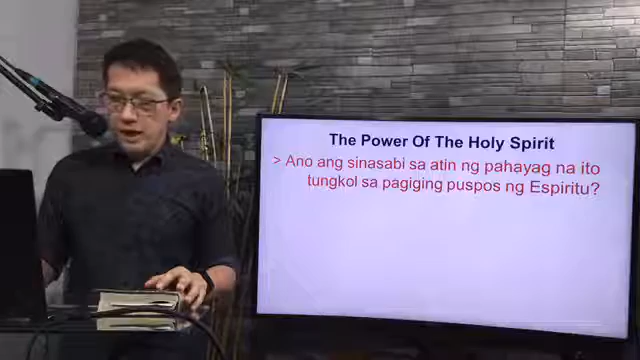 The Power Of The Holy Spirit
> Ano ang sinasabi sa atin ng pahayag na ito
tungkol sa pagiging puspos ng Espiritu?